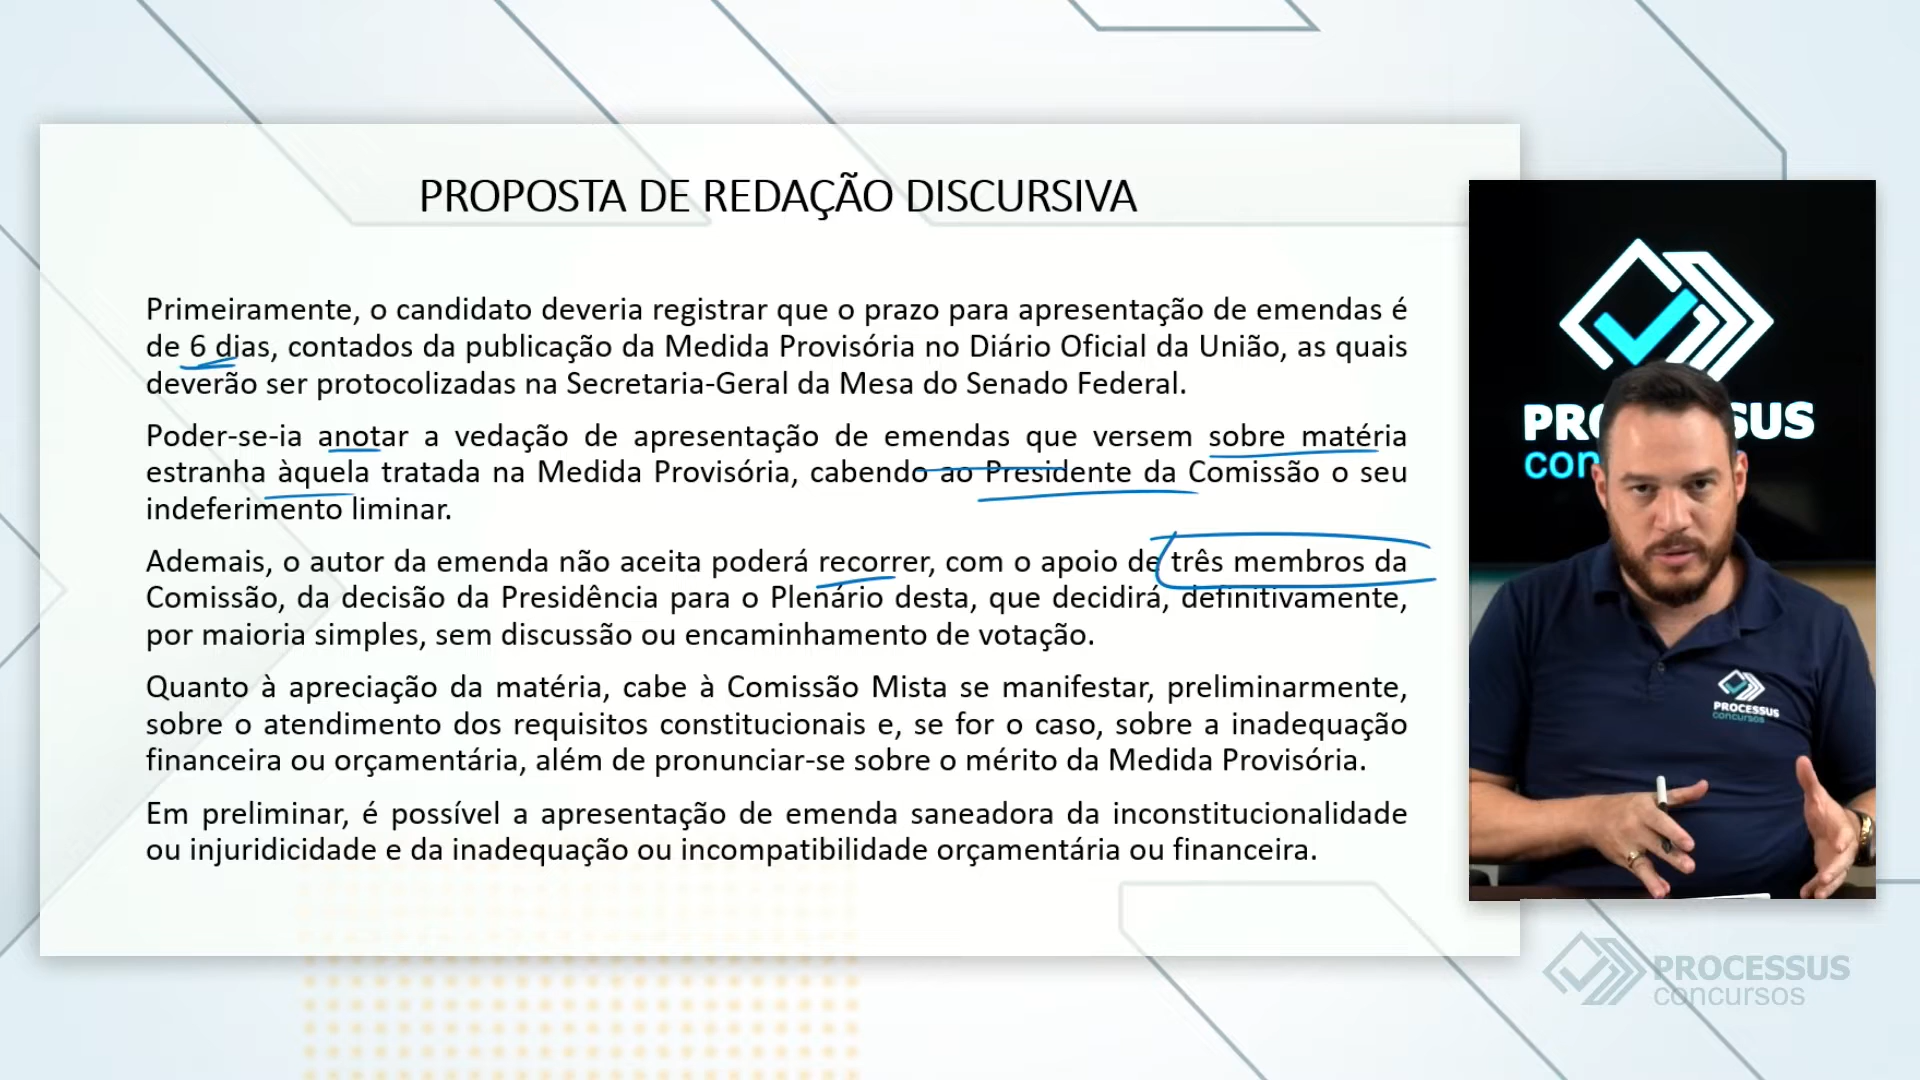 PROPOSTA DE REDAÇÃO DISCURSIVA
Primeiramente, o candidato deveria registrar que o prazo para apresentação de emendas é
de 6 dias, contados da publicação da Medida Provisória no Diário Oficial da União, as quais
deverão ser protocolizadas na Secretaria-Geral da Mesa do Senado Federal.
Poder-se-ia anotar a vedação de apresentação de emendas que versem sobre matéria
estranha àquela tratada na Medida Provisória, cabendo ao Presidente da Comissão o seu
indeferimento liminar.
Ademais, o autor da emenda não aceita poderá recorrer, com o apoio de três membros da
Comissão, da decisão da Presidência para o Plenário desta, que decidirá, definitivamente,
por maioria simples, sem discussão ou encaminhamento de votação.
Quanto à apreciação da matéria, cabe à Comissão Mista se manifestar, preliminarmente,
sobre o atendimento dos requisitos constitucionais e, se for o caso, sobre a inadequação
financeira ou orçamentária, além de pronunciar-se sobre o mérito da Medida Provisória.
Em preliminar, é possível a apresentação de emenda saneadora da inconstitucionalidade
ou injuridicidade e da inadequação ou incompatibilidade orçamentária ou financeira.
PROCESSUS
concursos
PROCESSUS
concursos